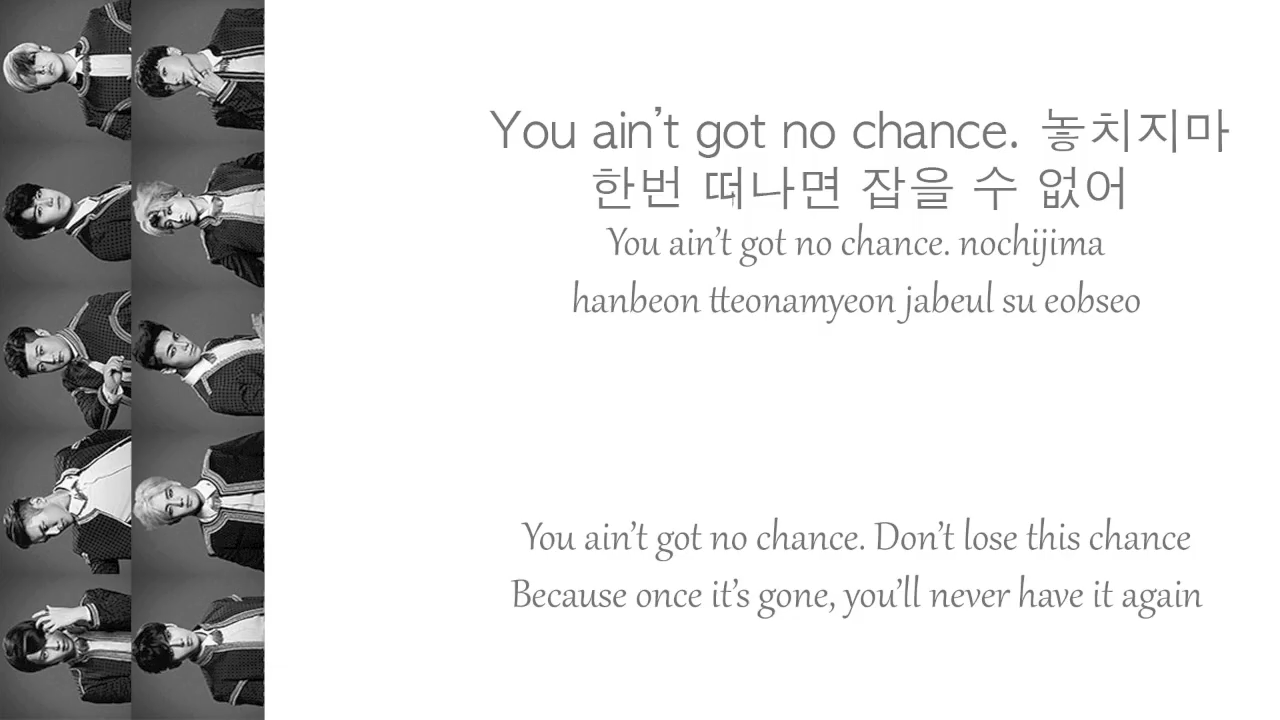 You ain't got no chance. 놓치지마
한번 떠나면 잡을 수 없어
You ain't got no chance. nochijima
hanbeon tteonamyeon jabeul su eobseo
You ain't got no chance. Don't lose this chance
Because once it's gone, you'll never have it again